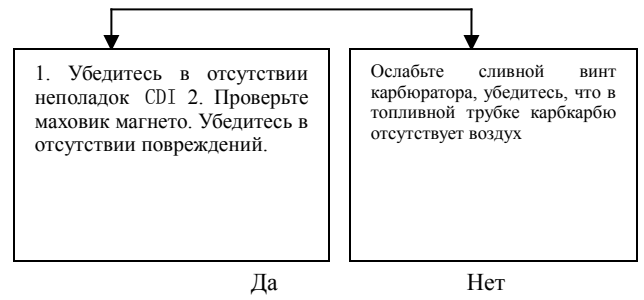 1. Убедитесь в отсутствии
неполадок CDI 2. Проверьте
маховик магнето. Убедитесь в
отсутствии повреждений.
Ослабьте сливной винт
карбюратора, убедитесь, что в
топливной трубке карбкарбю
отсутствует воздух
Да
Нет